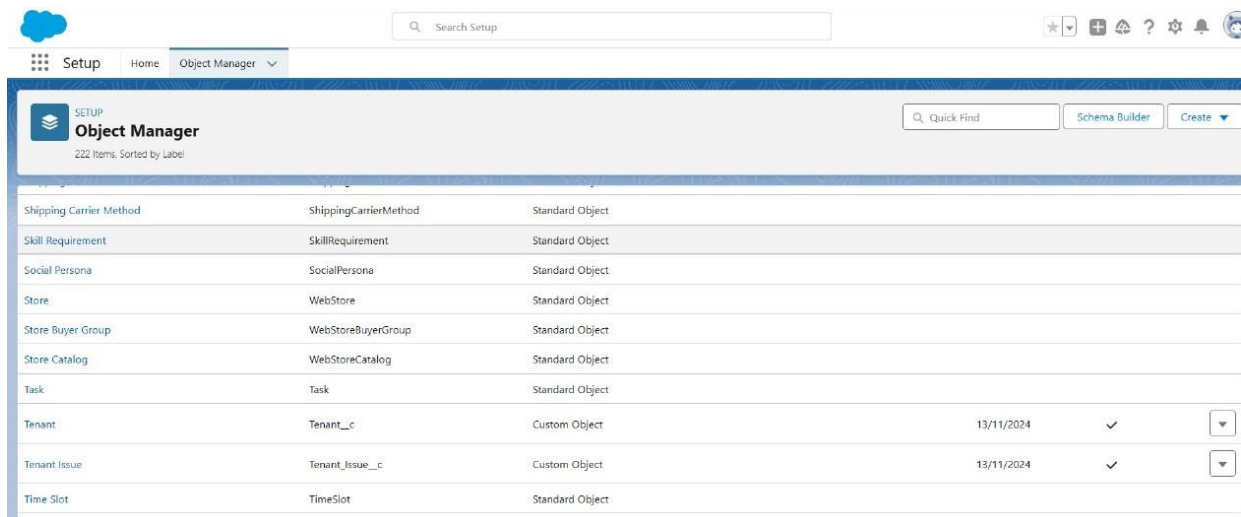 Search Setup
Setup Home Object Manager
SETUP
Object Manager
222 Items, Sorted by Label
Quick Find Schema Builder Create
Shipping Carrier Method ShippingCarrierMethod Standard Object
Skill Requirement SkillRequirement Standard Object
Social Persona SocialPersona Standard Object
Store WebStore Standard Object
Store Buyer Group WebStoreBuyerGroup Standard Object
Store Catalog WebStoreCatalog Standard Object
Task Task Standard Object
Tenant Tenant__c Custom Object 13/11/2024
Tenant Issue Tenant_Issue__c Custom Object 13/11/2024
Time Slot TimeSlot Standard Object